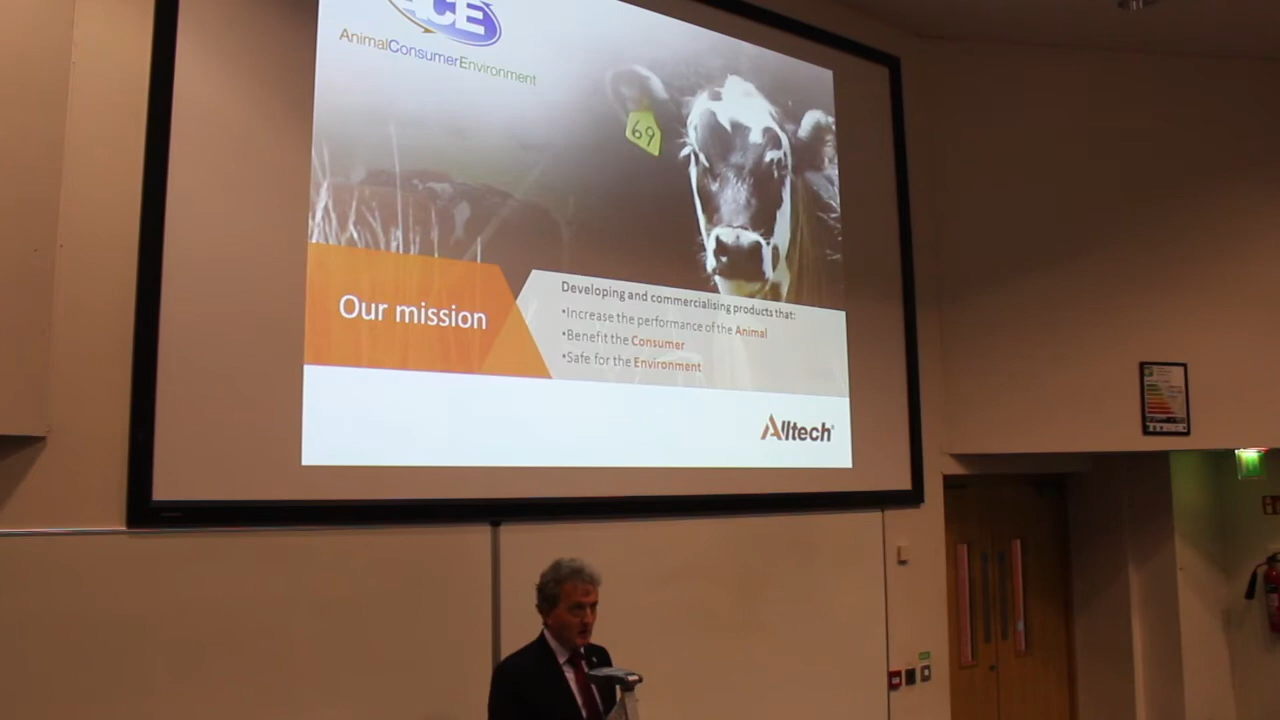 ACE
AnimalConsumerEnvironment
69
Our mission
Developing and commercialising products that:
•Increase the performance of the Animal
•Benefit the Consumer
•Safe for the Environment
Alltech®